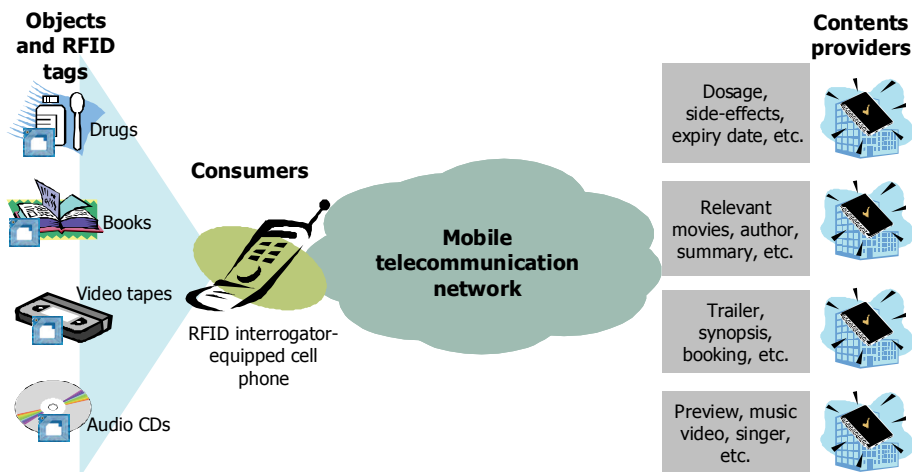 Objects
and RFID
tags
Drugs
Books
Video tapes
Audio CDs
Consumers
RFID interrogator-
equipped cell
phone
Mobile
telecommunication
network
Contents
providers
Dosage,
side-effects,
expiry date, etc.
Relevant
movies, author,
summary, etc.
Trailer,
synopsis,
booking, etc.
Preview, music
video, singer,
etc.